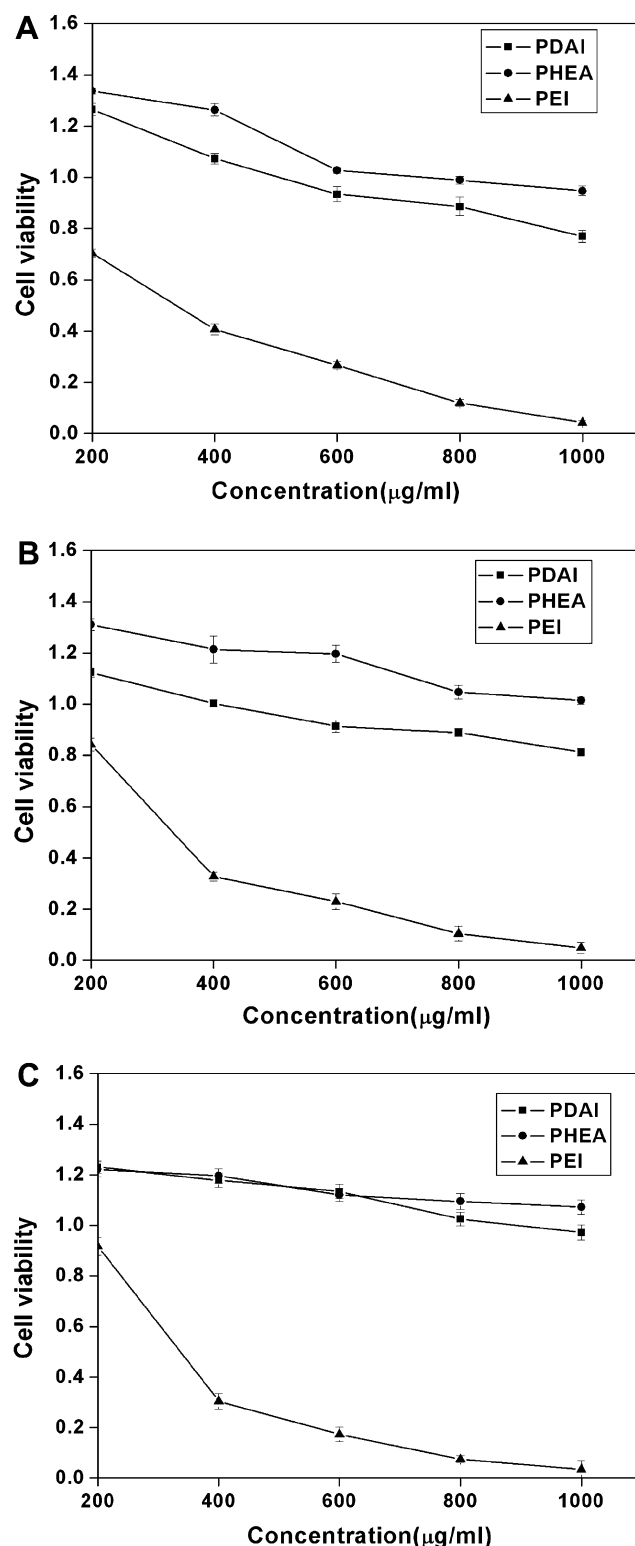 A
PDAI
PHEA
PEI
1.6
1.4
1.2
1.0
0.8
0.6
0.4
0.2
0.0
Cell viability
200 400 600 800 1000
Concentration(μg/ml)
B
PDAI
PHEA
PEI
1.6
1.4
1.2
1.0
0.8
0.6
0.4
0.2
0.0
Cell viability
200 400 600 800 1000
Concentration(μg/ml)
C
PDAI
PHEA
PEI
1.6
1.4
1.2
1.0
0.8
0.6
0.4
0.2
0.0
Cell viability
200 400 600 800 1000
Concentration(μg/ml)